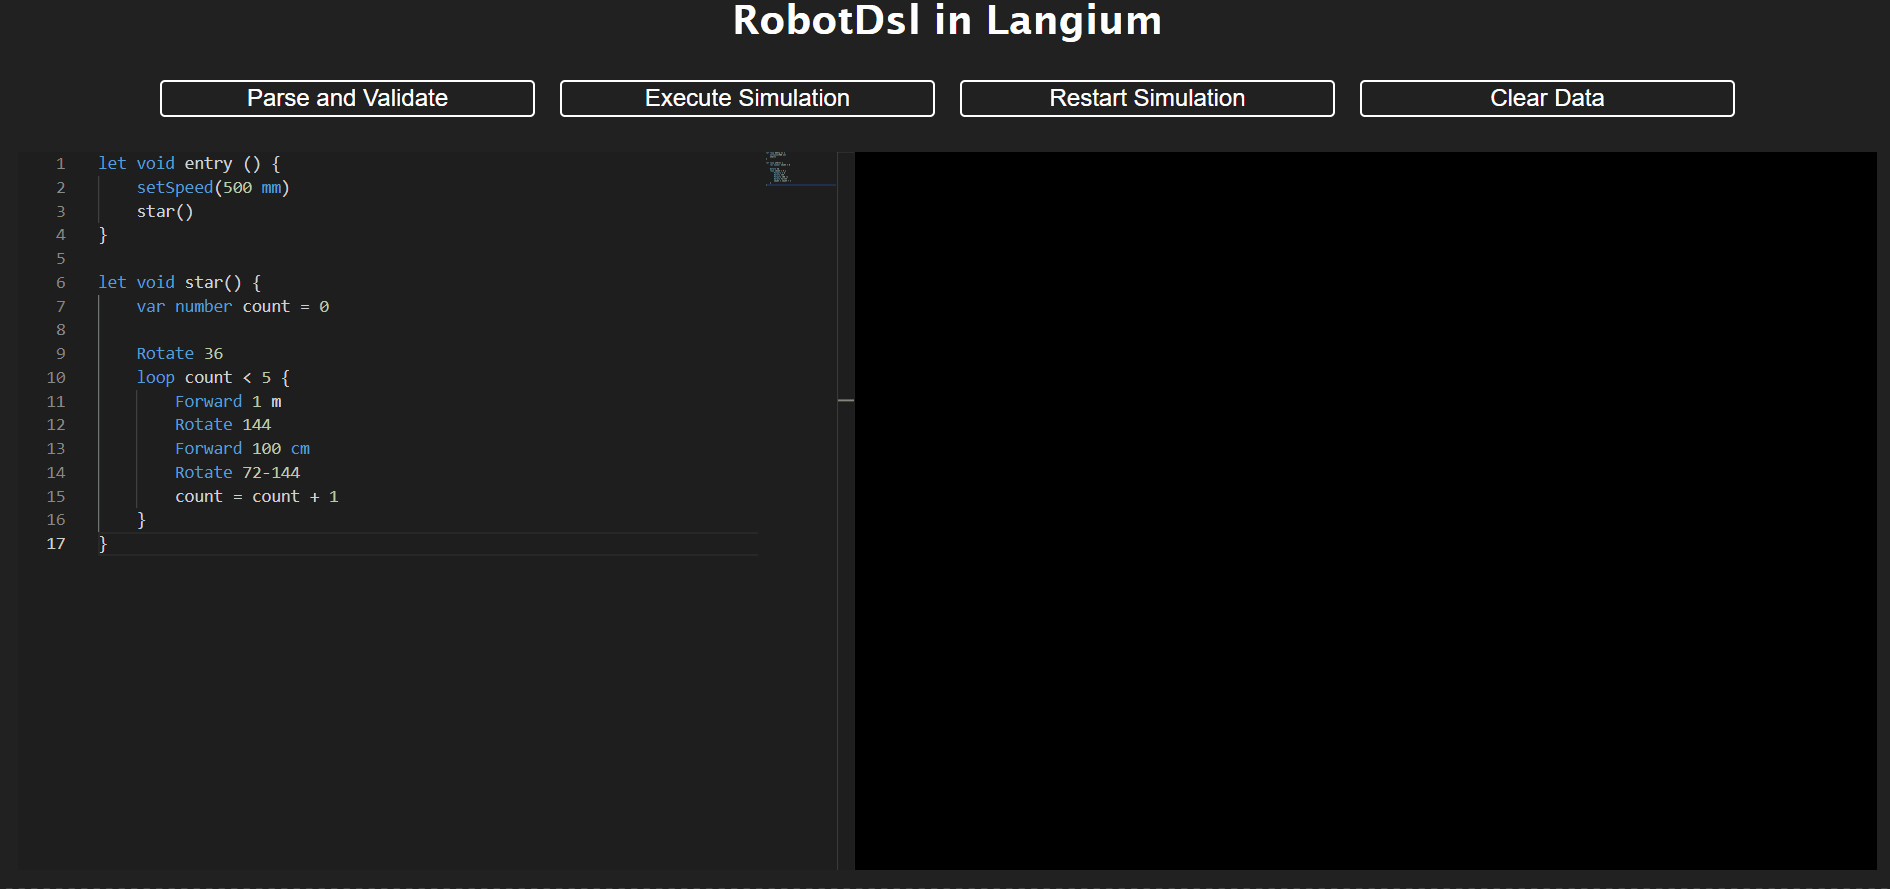 RobotDsl in Langium
Parse and Validate
Execute Simulation
Restart Simulation
Clear Data
1 let void entry () {
2     setSpeed(500 mm)
3     star()
4 }
5
6 let void star() {
7     var number count = 0
8
9     Rotate 36
10     loop count < 5 {
11         Forward 1 m
12         Rotate 144
13         Forward 100 cm
14         Rotate 72-144
15         count = count + 1
16     }
17 }